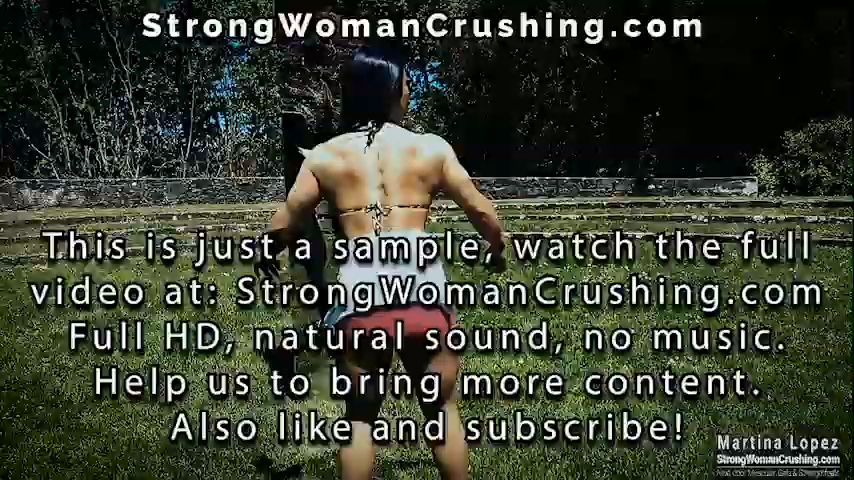 StrongWomanCrushing.com
This is just a sample, watch the full
video at: StrongWomanCrushing.com
Full HD, natural sound, no music.
Help us to bring more content.
Also like and subscribe!
Martina Lopez
StrongWomanCrushing.com